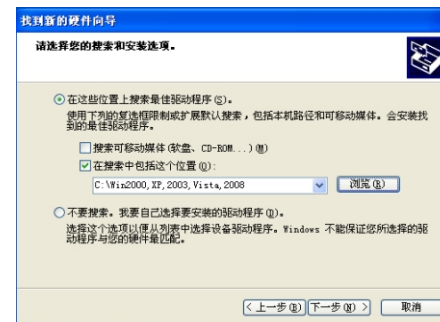 找到新的硬件向导
请选择您的搜索和安装选项。
在这些位置上搜索最佳驱动程序(S)。
使用下列的复选框限制或扩展默认搜索，包括本机路径和可移动媒体。会安装找
到的最佳驱动程序。
搜索可移动媒体(软盘、CD-ROM...)(M)
在搜索中包括这个位置(O):
C:\Win2000,XP,2003,Vista,2008
浏览(R)
不要搜索。我要自己选择要安装的驱动程序(D)。
选择这个选项以便从列表中选择设备驱动程序。Windows 不能保证您所选择的驱
动程序与您的硬件最匹配。
<上一步(B) 下一步(N)> 取消